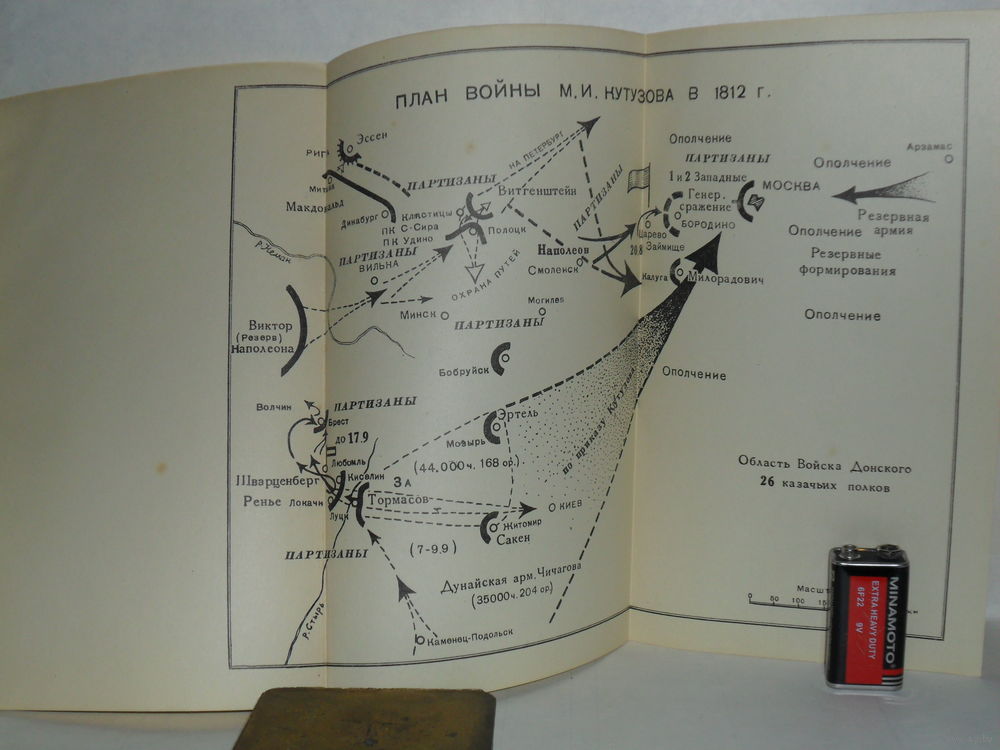 ПЛАН ВОЙНЫ М.И. КУТУЗОВА В 1812 г.
Эссен
РИГА
Митава
Макдональд
Динабург
ПАРТИЗАНЫ
НА ПЕТЕРБУРГ
Витгенштейн
Клястицы
ПК С-Сира
ПК Удино
Полоцк
ПАРТИЗАНЫ
ВИЛЬНА
р. Неман
ОХРАНА ПУТЕЙ
Минск
Могилев
ПАРТИЗАНЫ
Виктор
(Резерв)
Наполеона
Бобруйск
ПАРТИЗАНЫ
Наполеон
Смоленск
20.8
Царево
Займище
Ополчение
ПАРТИЗАНЫ
1 и 2 Западные
Генер.
сражение
БОРОДИНО
МОСКВА
Калуга
Милорадович
Ополчение
Арзамас
Резервная
армия
Ополчение
Резервные
формирования
Ополчение
Ополчение
Волчин
ПАРТИЗАНЫ
Брест
до 17.9
Любомль
Шварценберг
Киселин
Ренье
Локачи
Луцк
3А
Тормасов
Эртель
Мозырь
(44.000 ч. 168 ор.)
по приказу Кутузова
КИЕВ
Житомир
Сакен
(7-9.9)
ПАРТИЗАНЫ
Дунайская арм. Чичагова
(35000 ч. 204 ор)
р. Стырь
Каменец-Подольск
Область Войска Донского
26 казачьих полков
Масшт
0 50 100
MINAMOTO
EXTRA HEAVY DUTY
6F22 9V